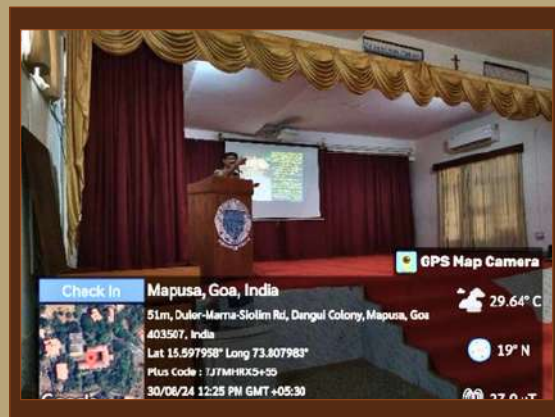 GPS Map Camera
Check In
Mapusa, Goa, India
51m, Duler-Marna-Siolim Rd, Dangui Colony, Mapusa, Goa
403507, India
Lat 15.597958° Long 73.807983°
Plus Code : 7J7MHRX5+55
30/08/24 12:25 PM GMT +05:30
29.64° C
19° N